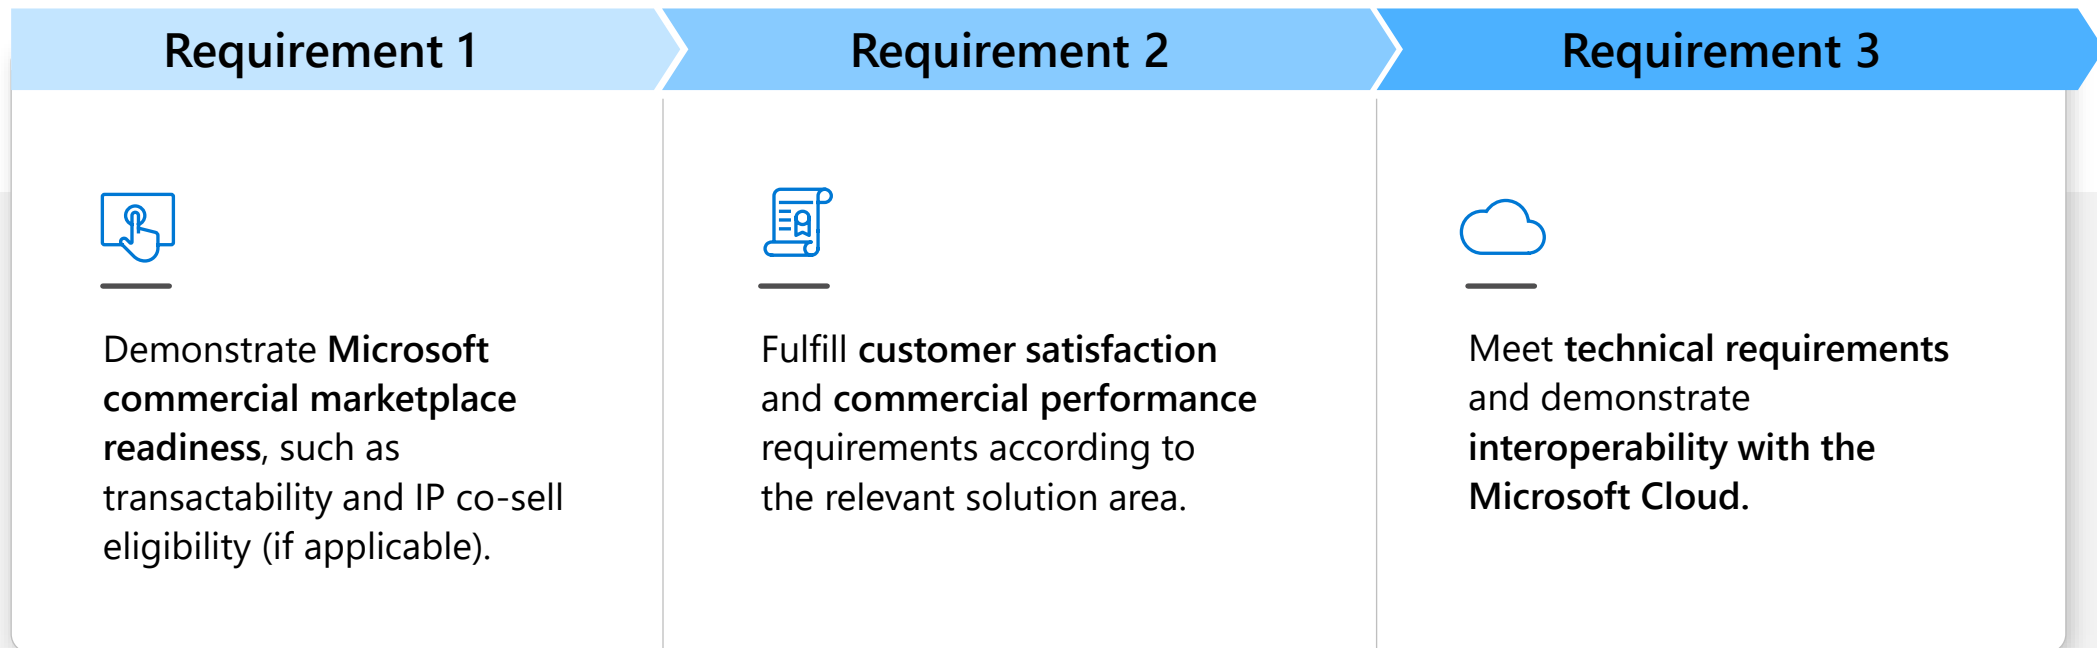 Requirement 1
Requirement 2
Requirement 3
Demonstrate Microsoft
commercial marketplace
readiness, such as
transactability and IP co-sell
eligibility (if applicable).
Fulfill customer satisfaction
and commercial performance
requirements according to
the relevant solution area.
Meet technical requirements
and demonstrate
interoperability with the
Microsoft Cloud.